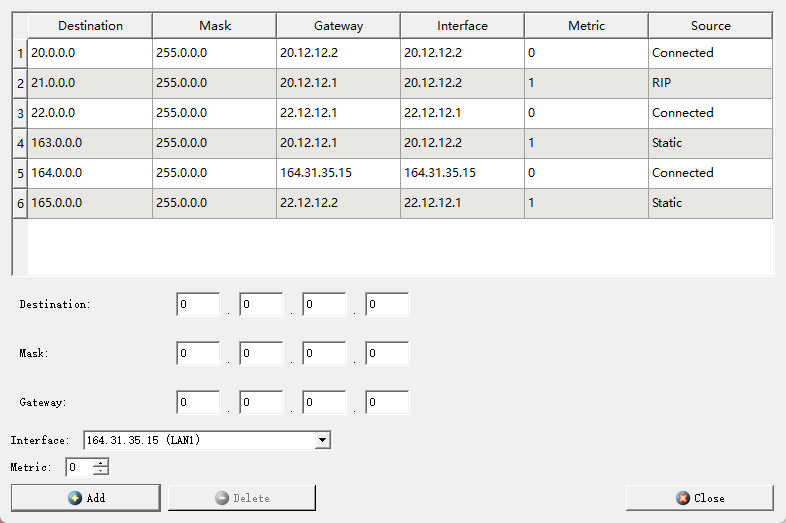 Destination Mask Gateway Interface Metric Source
1 20.0.0.0 255.0.0.0 20.12.12.2 20.12.12.2 0 Connected
2 21.0.0.0 255.0.0.0 20.12.12.1 20.12.12.2 1 RIP
3 22.0.0.0 255.0.0.0 22.12.12.1 22.12.12.1 0 Connected
4 163.0.0.0 255.0.0.0 20.12.12.1 20.12.12.2 1 Static
5 164.0.0.0 255.0.0.0 164.31.35.15 164.31.35.15 0 Connected
6 165.0.0.0 255.0.0.0 22.12.12.2 22.12.12.1 1 Static
Destination: 0 . 0 . 0 . 0
Mask: 0 . 0 . 0 . 0
Gateway: 0 . 0 . 0 . 0
Interface: 164.31.35.15 (LAN1)
Metric: 0
Add Delete Close